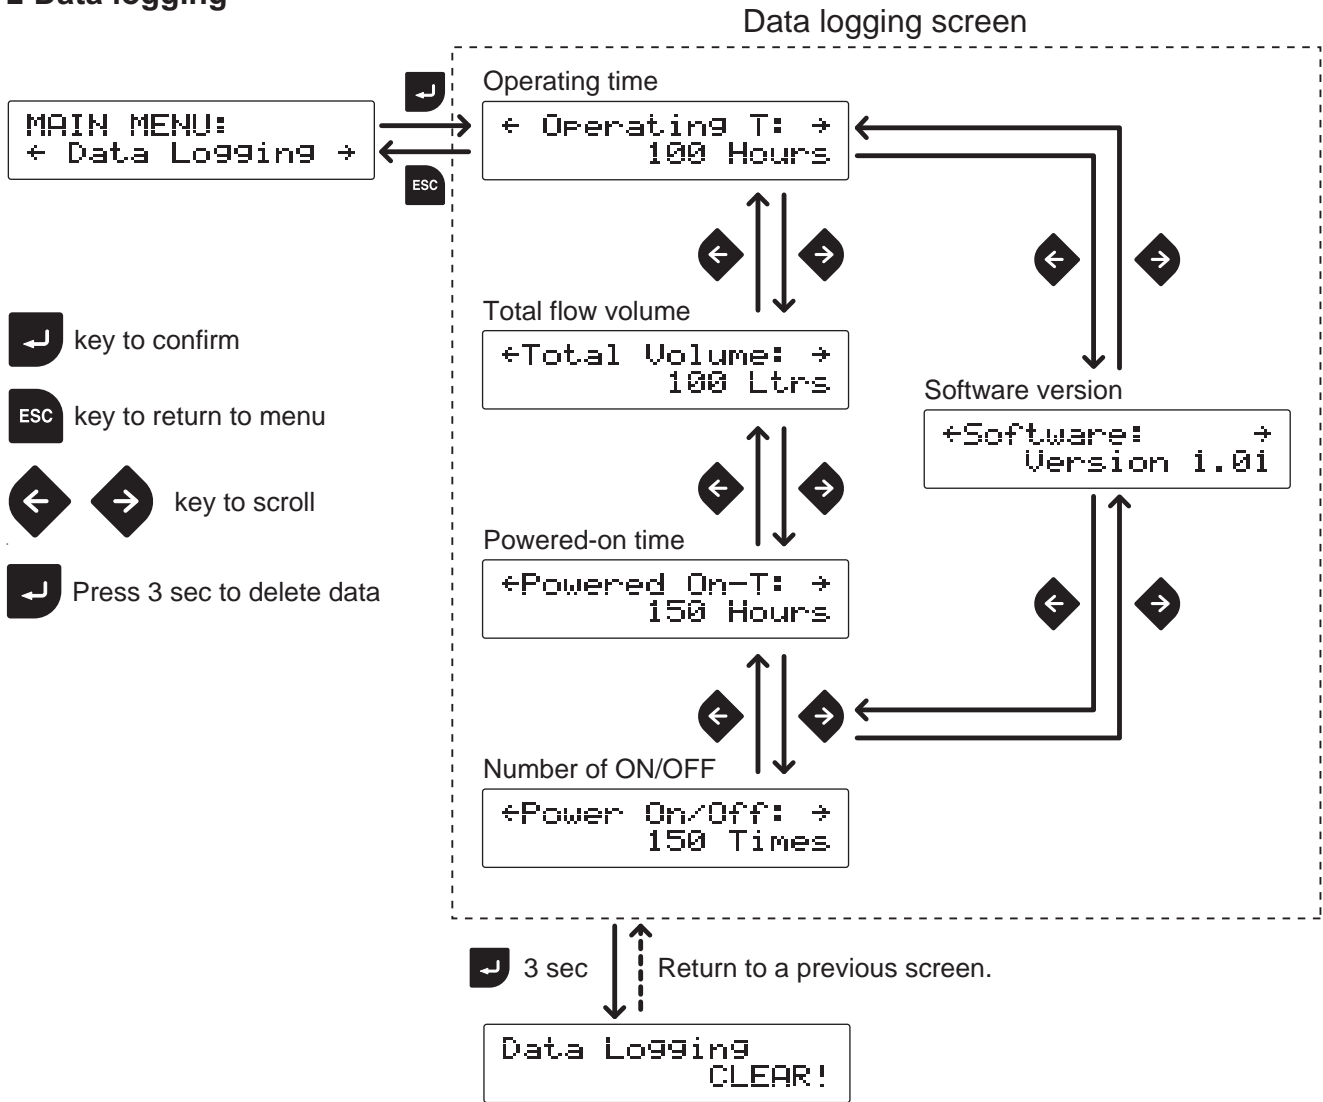 Data logging
Data logging screen
Operating time
MAIN MENU:
← Data Logging →
← Operating T: →
100 Hours
ESC
Total flow volume
←Total Volume: →
100 Ltrs
key to confirm
ESC key to return to menu
key to scroll
Press 3 sec to delete data
Software version
←Software: →
Version 1.01
Powered-on time
←Powered On-T: →
150 Hours
Number of ON/OFF
←Power On/Off: →
150 Times
3 sec
Return to a previous screen.
Data Logging
CLEAR!